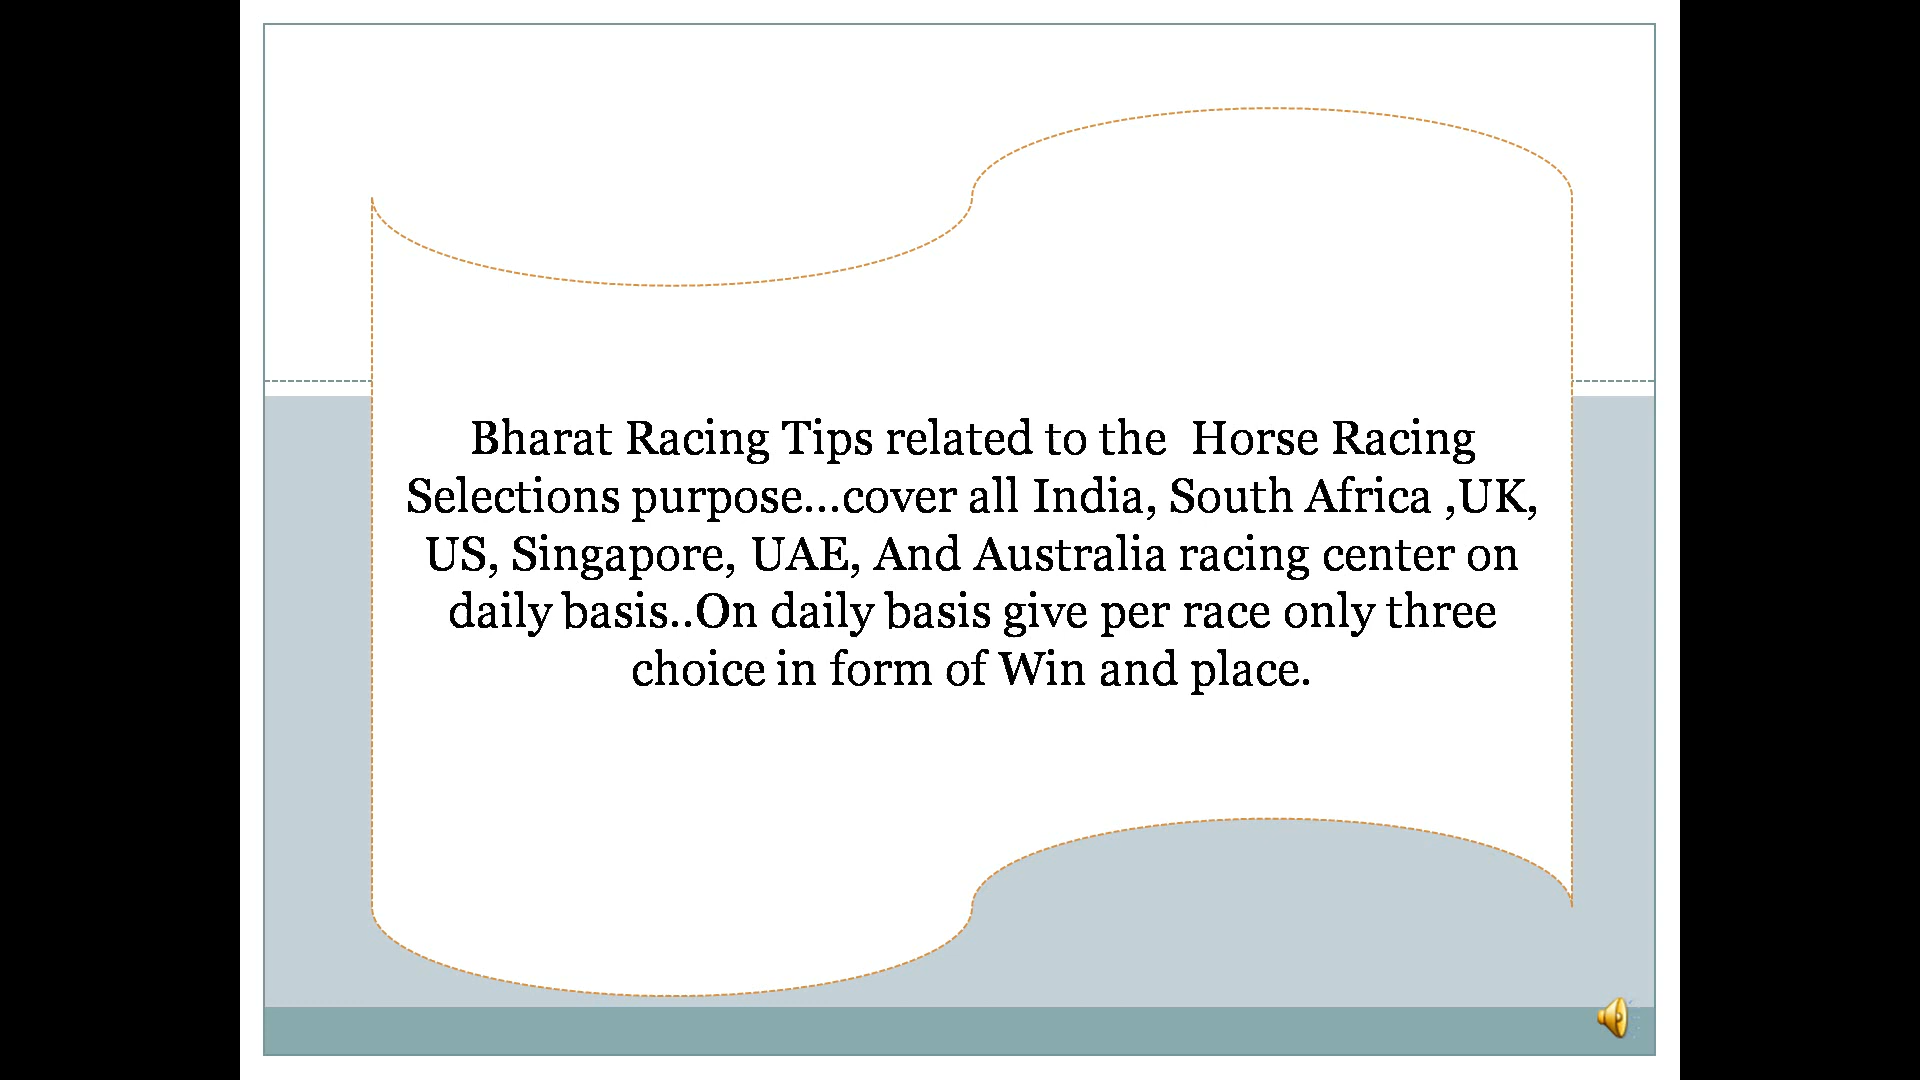 Bharat Racing Tips related to the  Horse Racing
Selections purpose...cover all India, South Africa ,UK,
US, Singapore, UAE, And Australia racing center on
daily basis..On daily basis give per race only three
choice in form of Win and place.